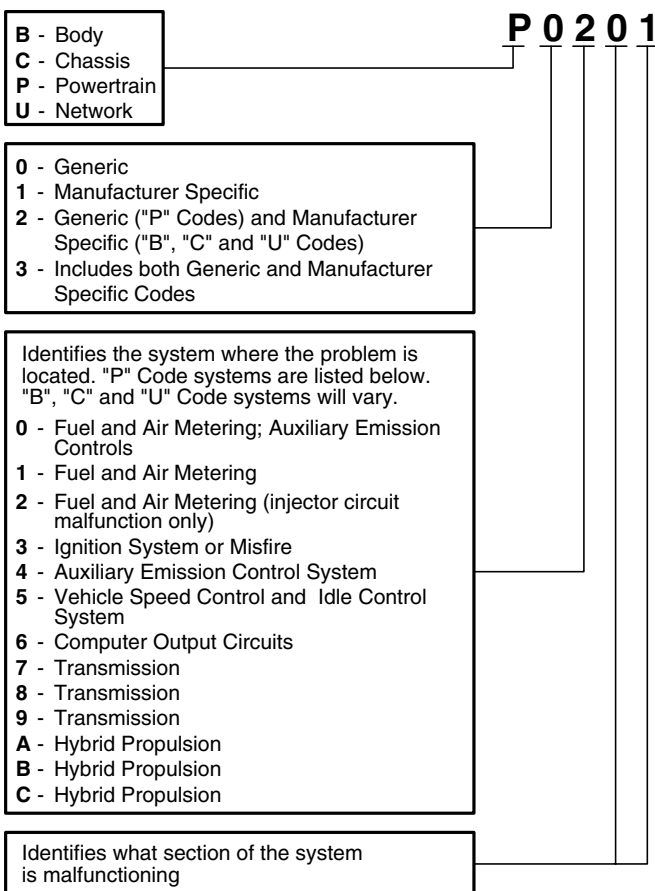 P 0 2 0 1
B - Body
C - Chassis
P - Powertrain
U - Network
0 - Generic
1 - Manufacturer Specific
2 - Generic ("P" Codes) and Manufacturer
Specific ("B", "C" and "U" Codes)
3 - Includes both Generic and Manufacturer
Specific Codes
Identifies the system where the problem is
located. "P" Code systems are listed below.
"B", "C" and "U" Code systems will vary.
0 - Fuel and Air Metering; Auxiliary Emission
Controls
1 - Fuel and Air Metering
2 - Fuel and Air Metering (injector circuit
malfunction only)
3 - Ignition System or Misfire
4 - Auxiliary Emission Control System
5 - Vehicle Speed Control and Idle Control
System
6 - Computer Output Circuits
7 - Transmission
8 - Transmission
9 - Transmission
A - Hybrid Propulsion
B - Hybrid Propulsion
C - Hybrid Propulsion
Identifies what section of the system
is malfunctioning